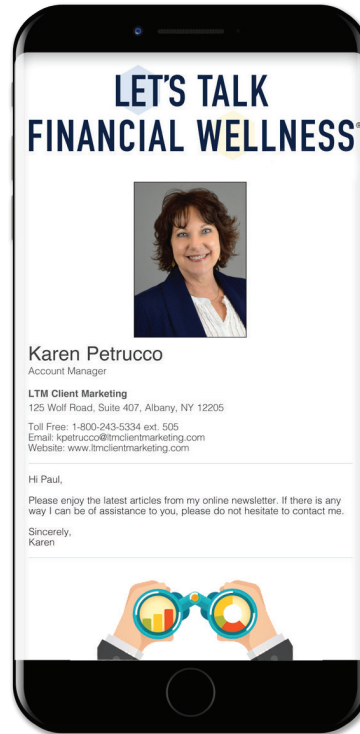 LET'S TALK
FINANCIAL WELLNESS®
Karen Petrucco
Account Manager
LTM Client Marketing
125 Wolf Road, Suite 407, Albany, NY 12205
Toll Free: 1-800-243-5334 ext. 505
Email: kpetrucco@ltmclientmarketing.com
Website: www.ltmclientmarketing.com
Hi Paul,
Please enjoy the latest articles from my online newsletter. If there is any
way I can be of assistance to you, please do not hesitate to contact me.
Sincerely,
Karen